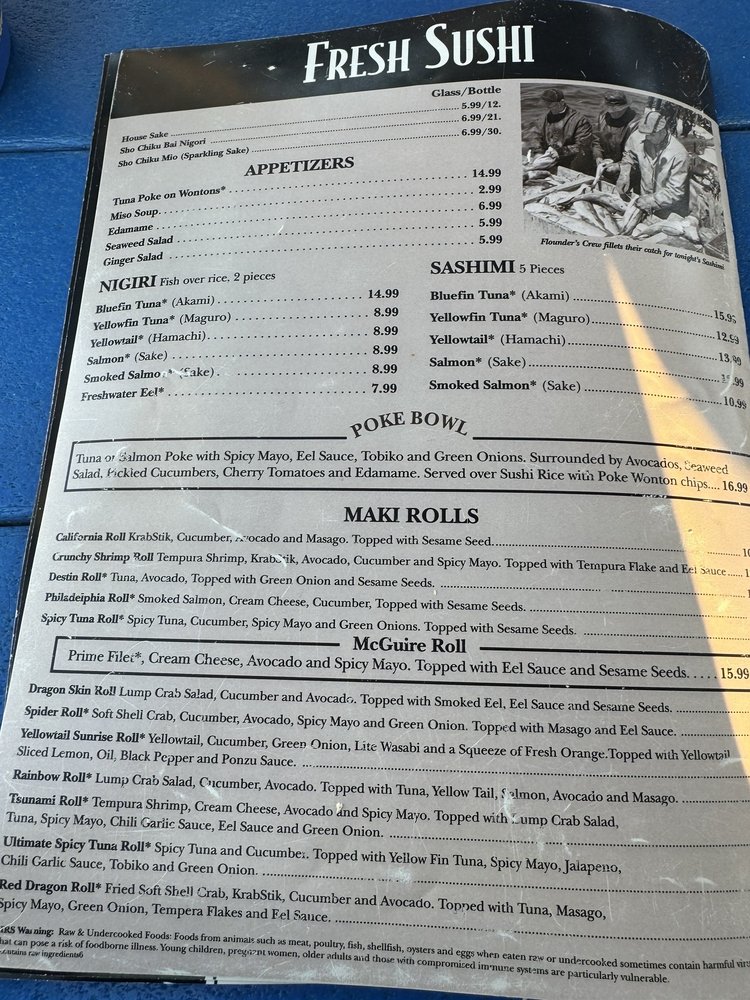 FRESH SUSHI
Glass/Bottle
House Sake 5.99/12.
Sho Chiku Bai Nigori 6.99/21.
Sho Chiku Mio (Sparkling Sake) 6.99/30.
APPETIZERS
Tuna Poke on Wontons* 14.99
Miso Soup 2.99
Edamame 6.99
Seaweed Salad 5.99
Ginger Salad 5.99
Flounder's Crew fillets their catch for tonight's Sashimi
NIGIRI Fish over rice. 2 pieces
Bluefin Tuna* (Akami) 14.99
Yellowfin Tuna* (Maguro) 8.99
Yellowtail* (Hamachi) 8.99
Salmon* (Sake) 8.99
Smoked Salmon* (Sake) 8.99
Freshwater Eel* 7.99
SASHIMI 5 Pieces
Bluefin Tuna* (Akami) 15.95
Yellowfin Tuna* (Maguro) 12.99
Yellowtail* (Hamachi) 13.99
Salmon* (Sake)
Smoked Salmon* (Sake) 10.99
POKE BOWL
Tuna or Salmon Poke with Spicy Mayo, Eel Sauce, Tobiko and Green Onions. Surrounded by Avocados, Seaweed
Salad, Pickled Cucumbers, Cherry Tomatoes and Edamame. Served over Sushi Rice with Poke Wonton chips.... 16.99
MAKI ROLLS
California Roll KrabStik, Cucumber, Avocado and Masago. Topped with Sesame Seed.
Crunchy Shrimp Roll Tempura Shrimp, KrabStik, Avocado, Cucumber and Spicy Mayo. Topped with Tempura Flake and Eel Sauce
Destin Roll* Tuna, Avocado, Topped with Green Onion and Sesame Seeds.
Philadelphia Roll* Smoked Salmon, Cream Cheese, Cucumber, Topped with Sesame Seeds.
Spicy Tuna Roll* Spicy Tuna, Cucumber, Spicy Mayo and Green Onions. Topped with Sesame Seeds.
McGuire Roll
Prime Filet*, Cream Cheese, Avocado and Spicy Mayo. Topped with Eel Sauce and Sesame Seeds. 15.99
Dragon Skin Roll Lump Crab Salad, Cucumber and Avocado. Topped with Smoked Eel, Eel Sauce and Sesame Seeds.
Spider Roll* Soft Shell Crab, Cucumber, Avocado, Spicy Mayo and Green Onion. Topped with Masago and Eel Sauce.
Yellowtail Sunrise Roll* Yellowtail, Cucumber, Green Onion, Lite Wasabi and a Squeeze of Fresh Orange.Topped with Yellowtail
Sliced Lemon, Oil, Black Pepper and Ponzu Sauce.
Rainbow Roll* Lump Crab Salad, Cucumber, Avocado. Topped with Tuna, Yellow Tail, Salmon, Avocado and Masago.
Tsunami Roll* Tempura Shrimp, Cream Cheese, Avocado and Spicy Mayo. Topped with Lump Crab Salad,
Tuna, Spicy Mayo, Chili Garlic Sauce, Eel Sauce and Green Onion.
Ultimate Spicy Tuna Roll* Spicy Tuna and Cucumber. Topped with Yellow Fin Tuna, Spicy Mayo, Jalapeno,
Chili Garlic Sauce, Tobiko and Green Onion.
Red Dragon Roll* Fried Soft Shell Crab, KrabStik, Cucumber and Avocado. Topped with Tuna, Masago,
Spicy Mayo, Green Onion, Tempera Flakes and Eel Sauce.
Warning: Raw & Undercooked Foods: Foods from animals such as meat, poultry, fish, shellfish, oysters and eggs when eaten raw or undercooked sometimes contain harmful
that can pose a risk of foodborne illness. Young children, pregnant women, older adults and those with compromised immune systems are particularly vulnerable.
contains raw ingredients